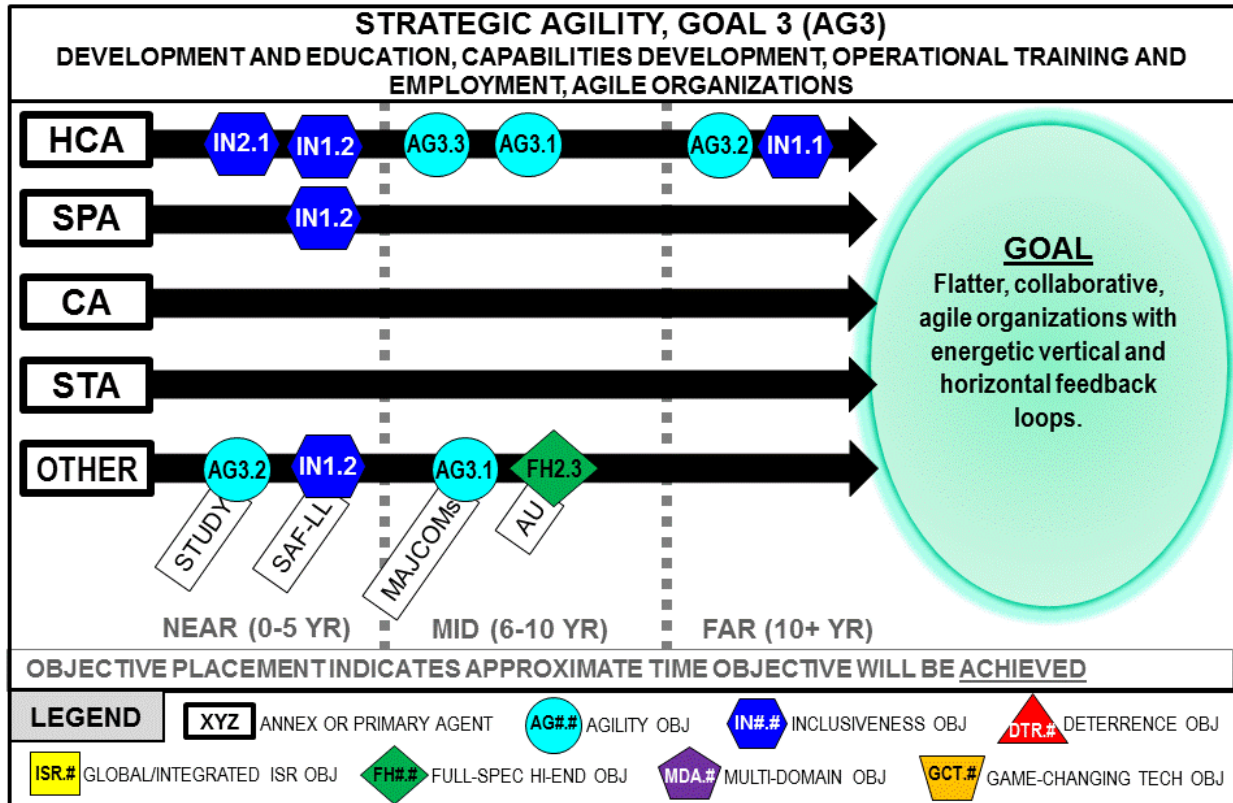 STRATEGIC AGILITY, GOAL 3 (AG3)
DEVELOPMENT AND EDUCATION, CAPABILITIES DEVELOPMENT, OPERATIONAL TRAINING AND
EMPLOYMENT, AGILE ORGANIZATIONS
HCA
IN2.1
IN1.2
AG3.3
AG3.1
AG3.2
IN1.1
SPA
IN1.2
CA
STA
OTHER
AG3.2
IN1.2
AG3.1
FH2.3
STUDY
SAF-LL
MAJCOMs
AU
GOAL
Flatter, collaborative,
agile organizations with
energetic vertical and
horizontal feedback
loops.
NEAR (0-5 YR)
MID (6-10 YR)
FAR (10+ YR)
OBJECTIVE PLACEMENT INDICATES APPROXIMATE TIME OBJECTIVE WILL BE ACHIEVED
LEGEND
XYZ ANNEX OR PRIMARY AGENT
AG#.# AGILITY OBJ
IN#.# INCLUSIVENESS OBJ
DTR.# DETERRENCE OBJ
ISR.# GLOBAL/INTEGRATED ISR OBJ
FH#.# FULL-SPEC HI-END OBJ
MDA.# MULTI-DOMAIN OBJ
GCT.# GAME-CHANGING TECH OBJ